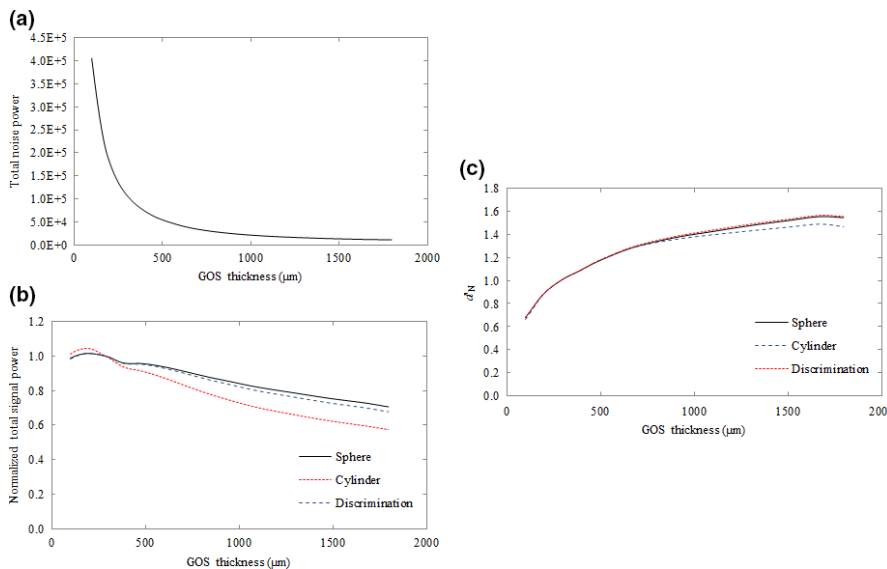 (a)
4.5E+5
4.0E+5
3.5E+5
3.0E+5
2.5E+5
2.0E+5
1.5E+5
1.0E+5
5.0E+4
0.0E+0
Total noise power
0
500
1000
1500
2000
GOS thickness (μm)
(b)
1.2
1.0
0.8
0.6
0.4
0.2
0.0
Normalized total signal power
Sphere
Cylinder
Discrimination
0
500
1000
1500
2000
GOS thickness (μm)
(c)
1.8
1.6
1.4
1.2
1.0
0.8
0.6
0.4
0.2
0.0
d'N
Sphere
Cylinder
Discrimination
0
500
1000
1500
2000
GOS thickness (μm)